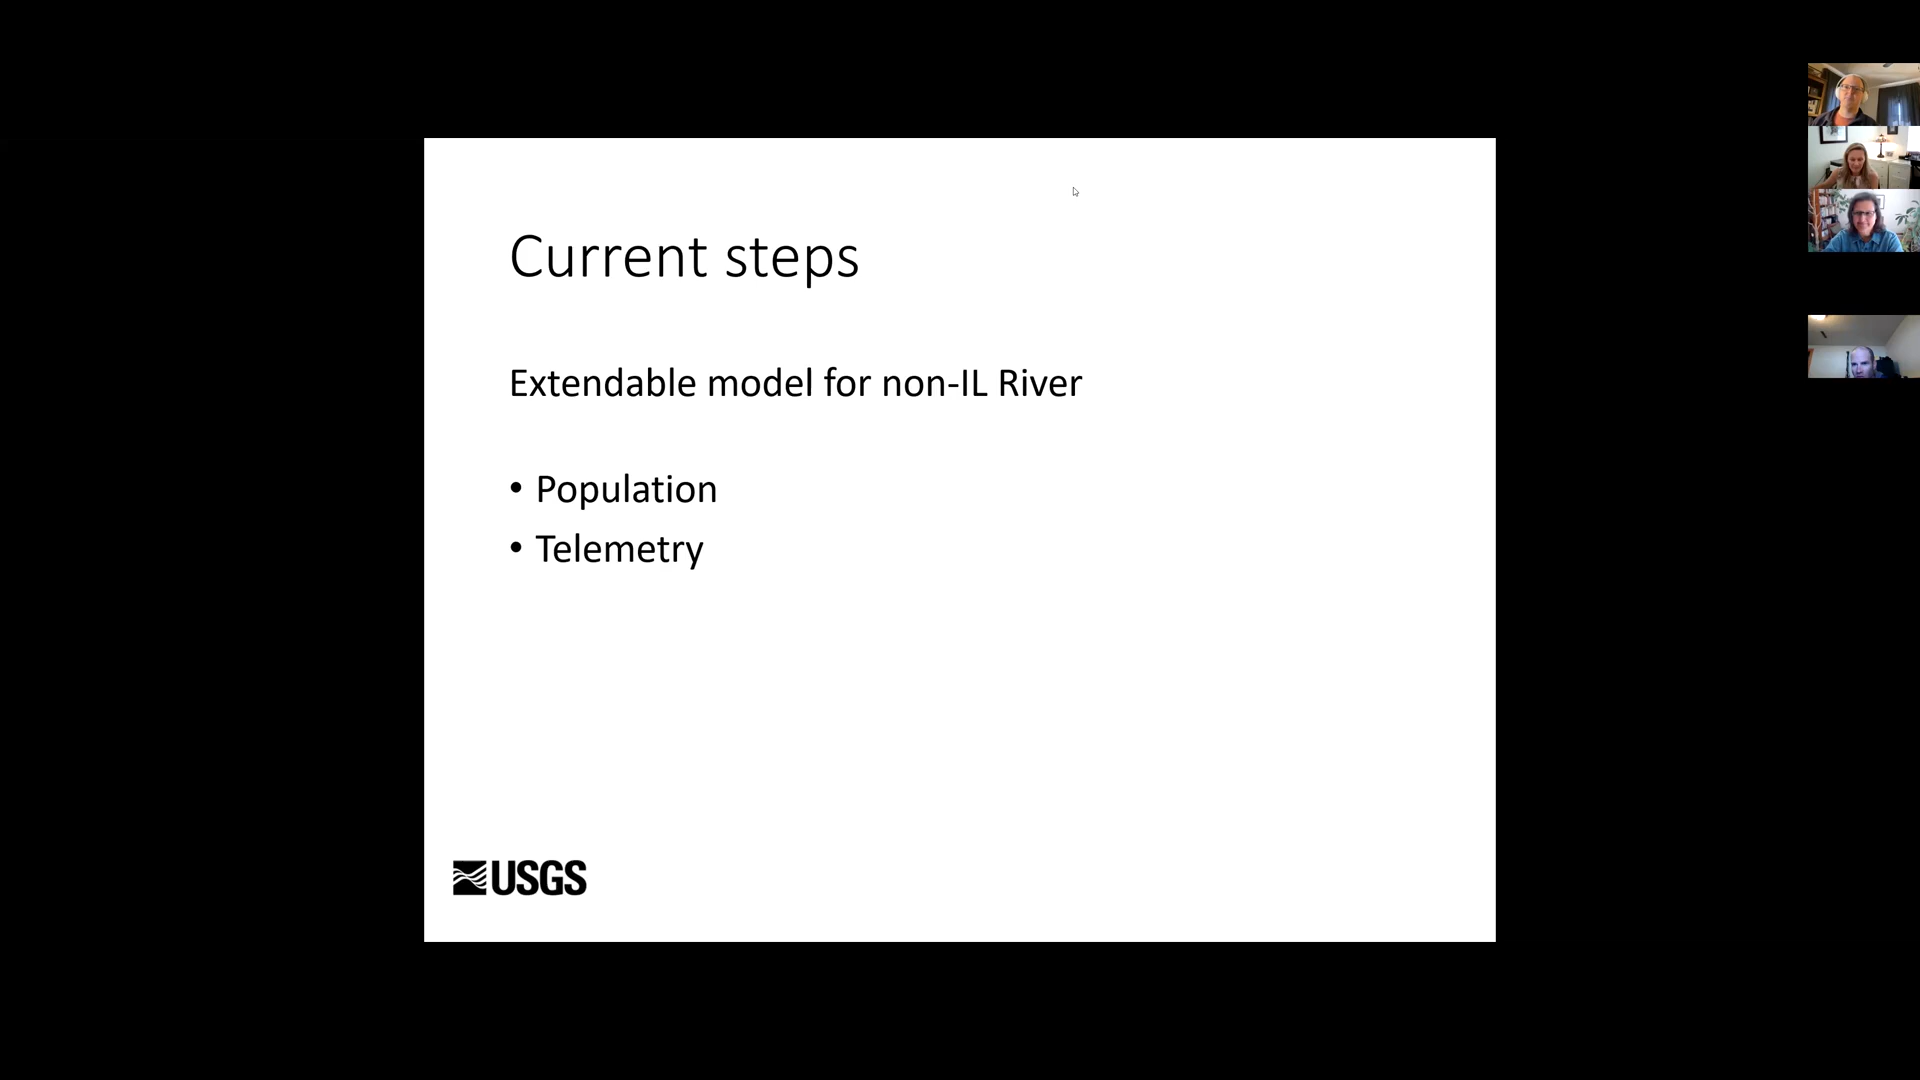 Current steps
Extendable model for non-IL River
• Population
• Telemetry
USGS